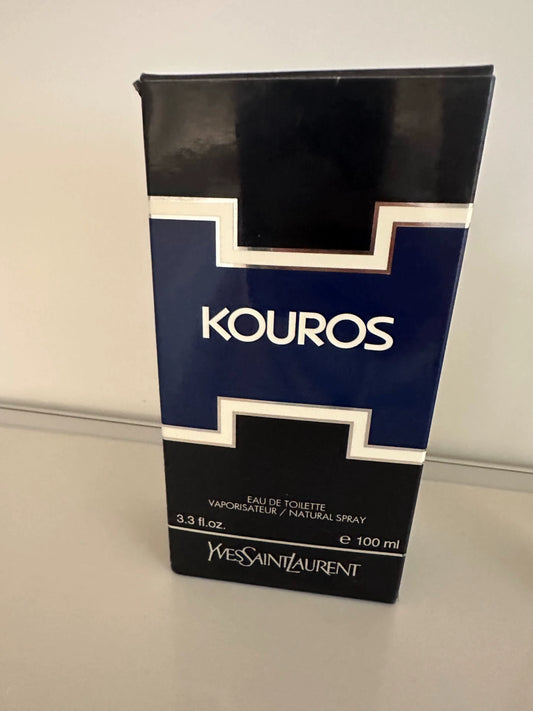 KOUROS
EAU DE TOILETTE
VAPORISATEUR / NATURAL SPRAY
3.3 fl.oz. e 100 ml
YVESSAINTLAURENT